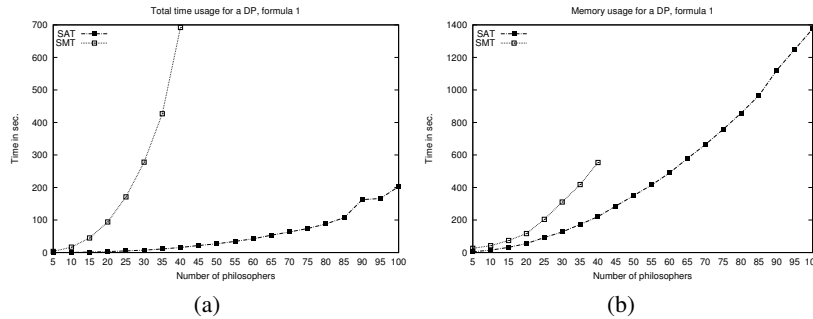 Total time usage for a DP, formula 1
700
600
500
400
300
200
100
0
SAT
SMT
Time in sec.
5 10 15 20 25 30 35 40 45 50 55 60 65 70 75 80 85 90 95 100
Number of philosophers
(a)
Memory usage for a DP, formula 1
1400
1200
1000
800
600
400
200
0
SAT
SMT
Time in sec.
5 10 15 20 25 30 35 40 45 50 55 60 65 70 75 80 85 90 95 100
Number of philosophers
(b)